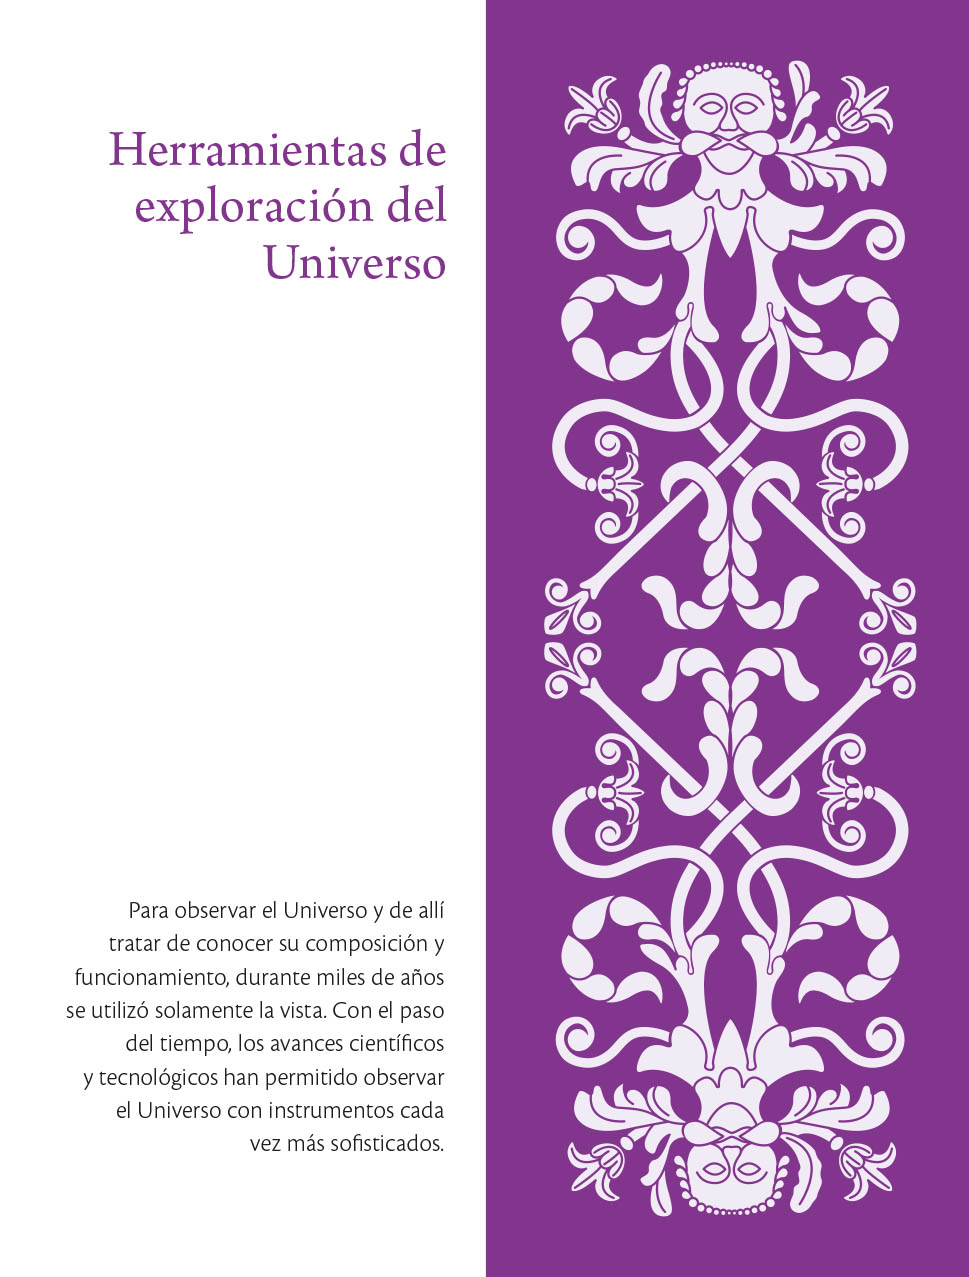 Herramientas de
exploración del
Universo
Para observar el Universo y de allí
tratar de conocer su composición y
funcionamiento, durante miles de años
se utilizó solamente la vista. Con el paso
del tiempo, los avances científicos
y tecnológicos han permitido observar
el Universo con instrumentos cada
vez más sofisticados.